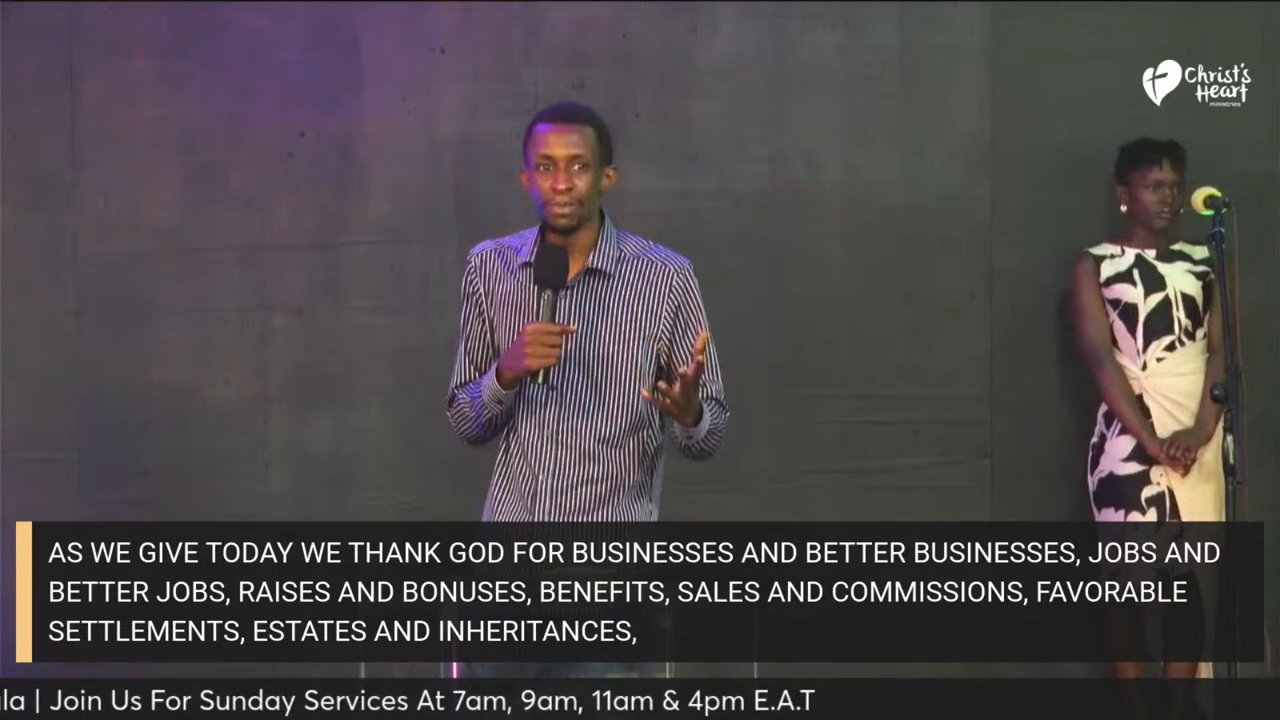 Christ's
Heart
ministries
AS WE GIVE TODAY WE THANK GOD FOR BUSINESSES AND BETTER BUSINESSES, JOBS AND
BETTER JOBS, RAISES AND BONUSES, BENEFITS, SALES AND COMMISSIONS, FAVORABLE
SETTLEMENTS, ESTATES AND INHERITANCES,
la | Join Us For Sunday Services At 7am, 9am, 11am & 4pm E.A.T